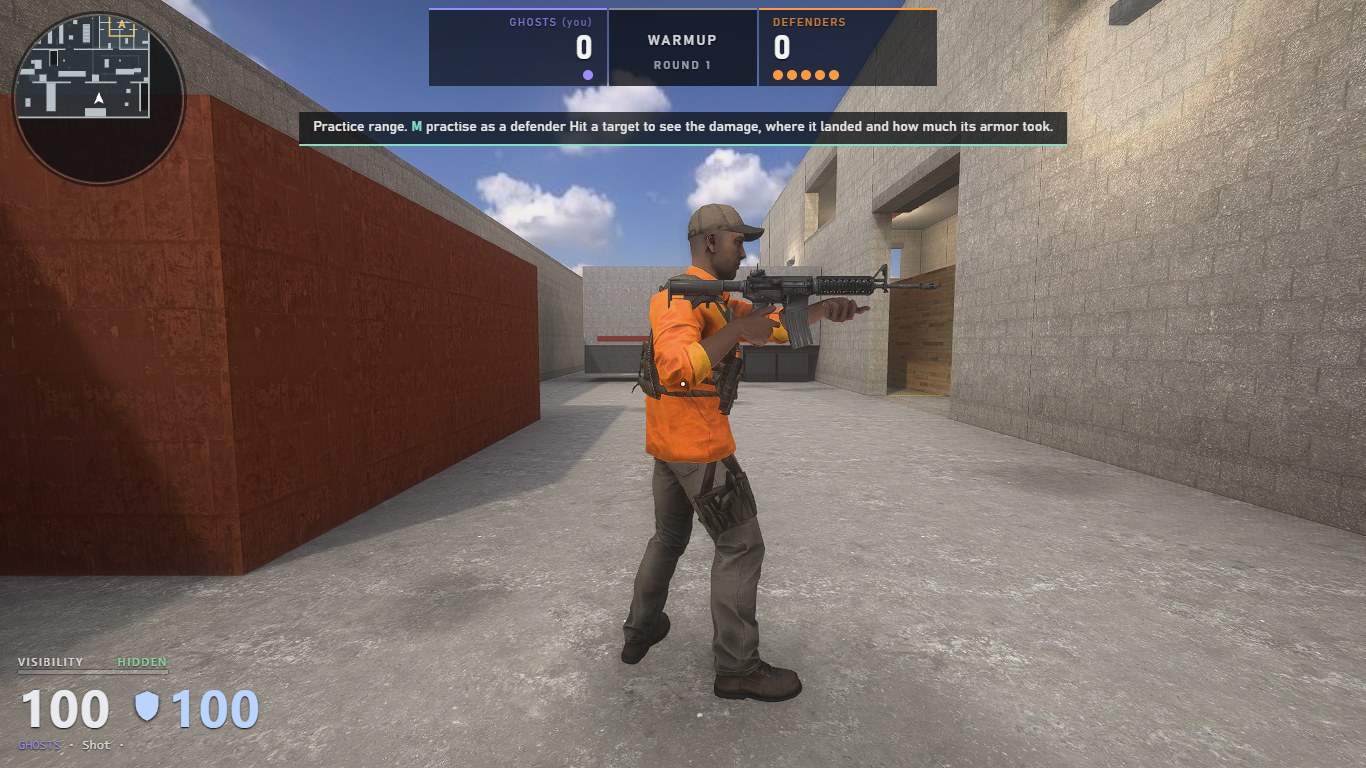 A
GHOSTS (you)
0
WARMUP
ROUND 1
DEFENDERS
0
Practice range. M practise as a defender Hit a target to see the damage, where it landed and how much its armor took.
VISIBILITY HIDDEN
100 100
GHOSTS · Shot ·